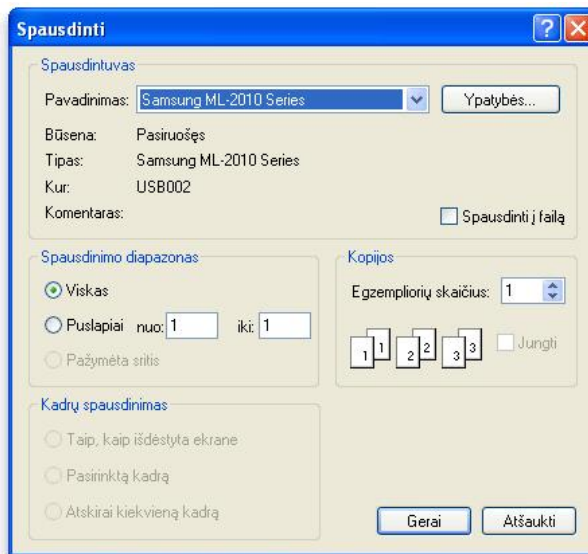 Spausdinti
Spausdintuvas
Pavadinimas: Samsung ML-2010 Series Ypatybės...
Būsena: Pasiruošęs
Tipas: Samsung ML-2010 Series
Kur: USB002
Komentaras: Spausdinti į failą
Spausdinimo diapazonas
Viskas
Puslapiai nuo: 1 iki: 1
Pažymėta sritis
Kopijos
Egzempliorių skaičius: 1
1 1 2 2 3 3 Jungti
Kadrų spausdinimas
Taip, kaip išdėstyta ekrane
Pasirinktą kadrą
Atskirai kiekvieną kadrą
Gerai Atšaukti